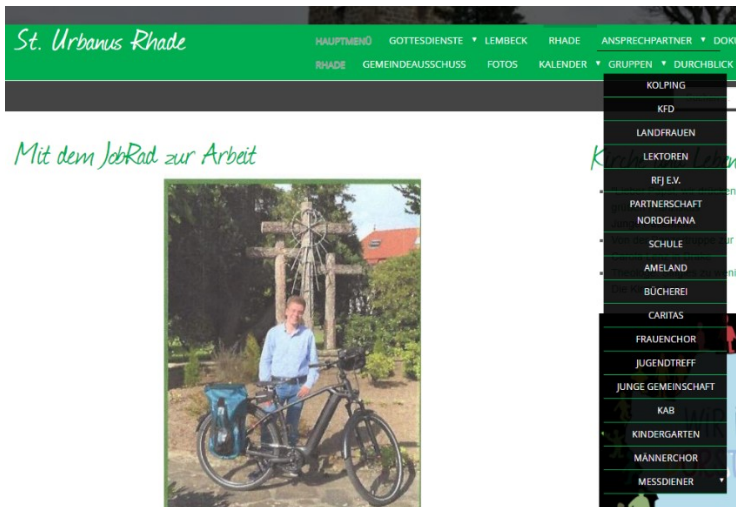 St. Urbanus Rhade
HAUPTMENÜ GOTTESDIENSTE ▼ LEMBECK RHADE ANSPRECHPARTNER ▼
RHADE GEMEINDEAUSSCHUSS FOTOS KALENDER ▼ GRUPPEN ▼ DURCHBLICK
KOLPING
KFD
LANDFRAUEN
LEKTOREN
RFJ E.V.
PARTNERSCHAFT
NORDGHANA
SCHULE
AMELAND
BÜCHEREI
CARITAS
FRAUENCHOR
JUGENDTREFF
JUNGE GEMEINSCHAFT
KAB
KINDERGARTEN
MÄNNERCHOR
MESSDIENER ▼
Mit dem JobRad zur Arbeit